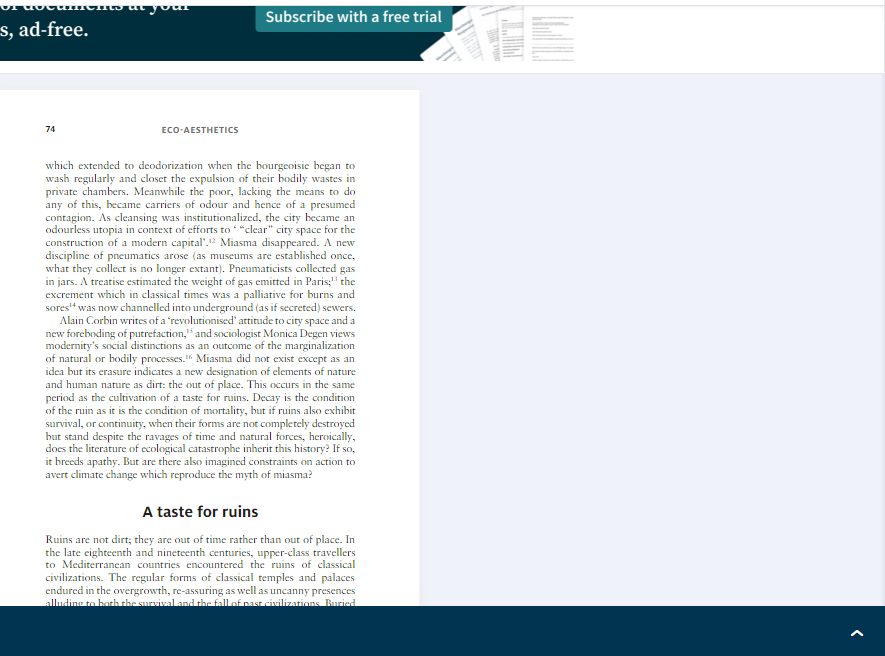 of documents at your
s, ad-free.
Subscribe with a free trial
74
ECO-AESTHETICS
which extended to deodorization when the bourgeoisie began to
wash regularly and closet the expulsion of their bodily wastes in
private chambers. Meanwhile the poor, lacking the means to do
any of this, became carriers of odour and hence of a presumed
contagion. As cleansing was institutionalized, the city became an
odourless utopia in context of efforts to ‘ “clear” city space for the
construction of a modern capital’.12 Miasma disappeared. A new
discipline of pneumatics arose (as museums are established once,
what they collect is no longer extant). Pneumaticists collected gas
in jars. A treatise estimated the weight of gas emitted in Paris;13 the
excrement which in classical times was a palliative for burns and
sores14 was now channelled into underground (as if secreted) sewers.
Alain Corbin writes of a ‘revolutionised’ attitude to city space and a
new foreboding of putrefaction,15 and sociologist Monica Degen views
modernity’s social distinctions as an outcome of the marginalization
of natural or bodily processes.16 Miasma did not exist except as an
idea but its erasure indicates a new designation of elements of nature
and human nature as dirt: the out of place. This occurs in the same
period as the cultivation of a taste for ruins. Decay is the condition
of the ruin as it is the condition of mortality, but if ruins also exhibit
survival, or continuity, when their forms are not completely destroyed
but stand despite the ravages of time and natural forces, heroically,
does the literature of ecological catastrophe inherit this history? If so,
it breeds apathy. But are there also imagined constraints on action to
avert climate change which reproduce the myth of miasma?
A taste for ruins
Ruins are not dirt; they are out of time rather than out of place. In
the late eighteenth and nineteenth centuries, upper-class travellers
to Mediterranean countries encountered the ruins of classical
civilizations. The regular forms of classical temples and palaces
endured in the overgrowth, re-assuring as well as uncanny presences
alluding to both the survival and the fall of past civilizations. Buried